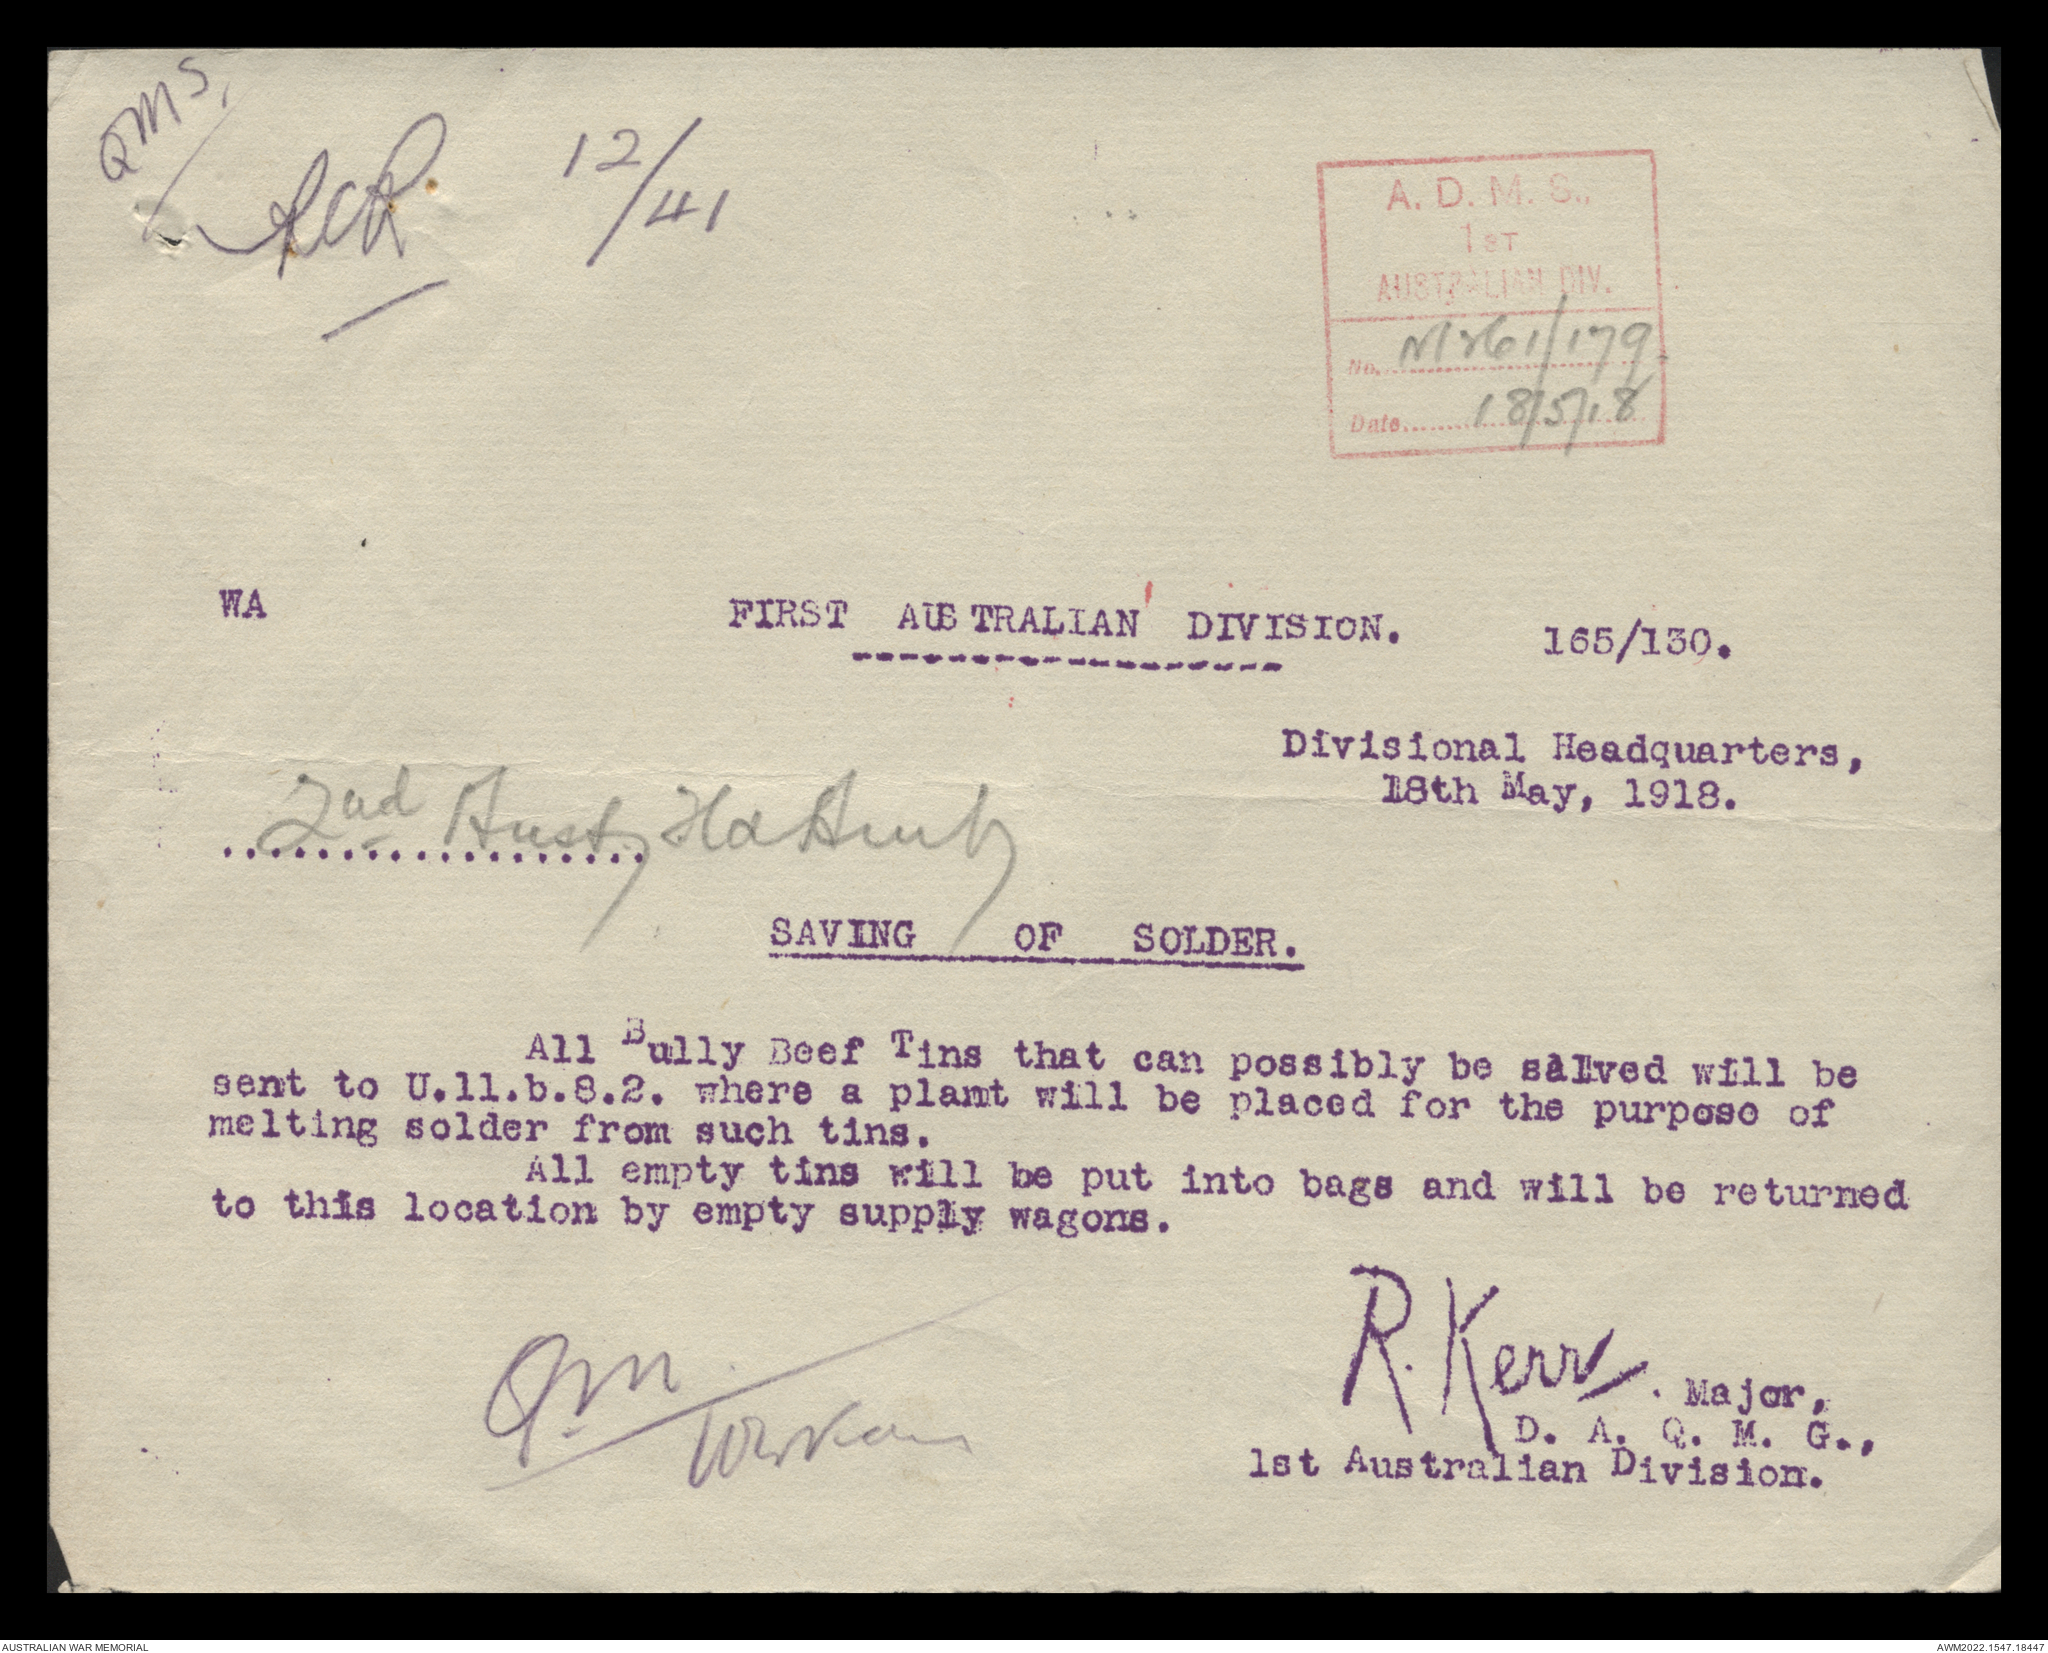 QMS,
12/41
A. D. M. S.,
1ST
AUSTRALIAN DIV.
No. M261/179
Date 18/5/18
WA
FIRST AUSTRALIAN DIVISION. 165/130.
Divisional Headquarters,
18th May, 1918.
2nd Aust Fld Amb
SAVING OF SOLDER.
All Bully Beef Tins that can possibly be salved will be
sent to U.11.b.8.2. where a plant will be placed for the purpose of
melting solder from such tins.
All empty tins will be put into bags and will be returned
to this location by empty supply wagons.
QM.
R. Kerr. Major,
D. A. Q. M. G.,
1st Australian Division.
AUSTRALIAN WAR MEMORIAL
AWM2022.1547.18447